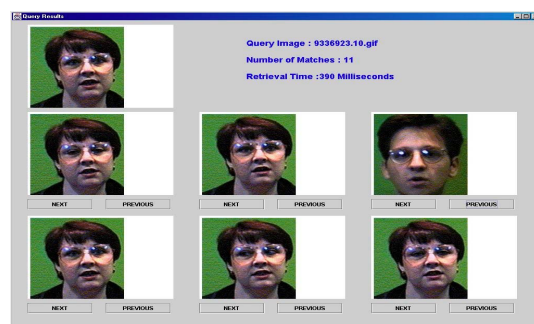 Query Results
Query Image : 9336923.10.gif
Number of Matches : 11
Retrieval Time :390 Milliseconds
NEXT PREVIOUS NEXT PREVIOUS NEXT PREVIOUS
NEXT PREVIOUS NEXT PREVIOUS NEXT PREVIOUS